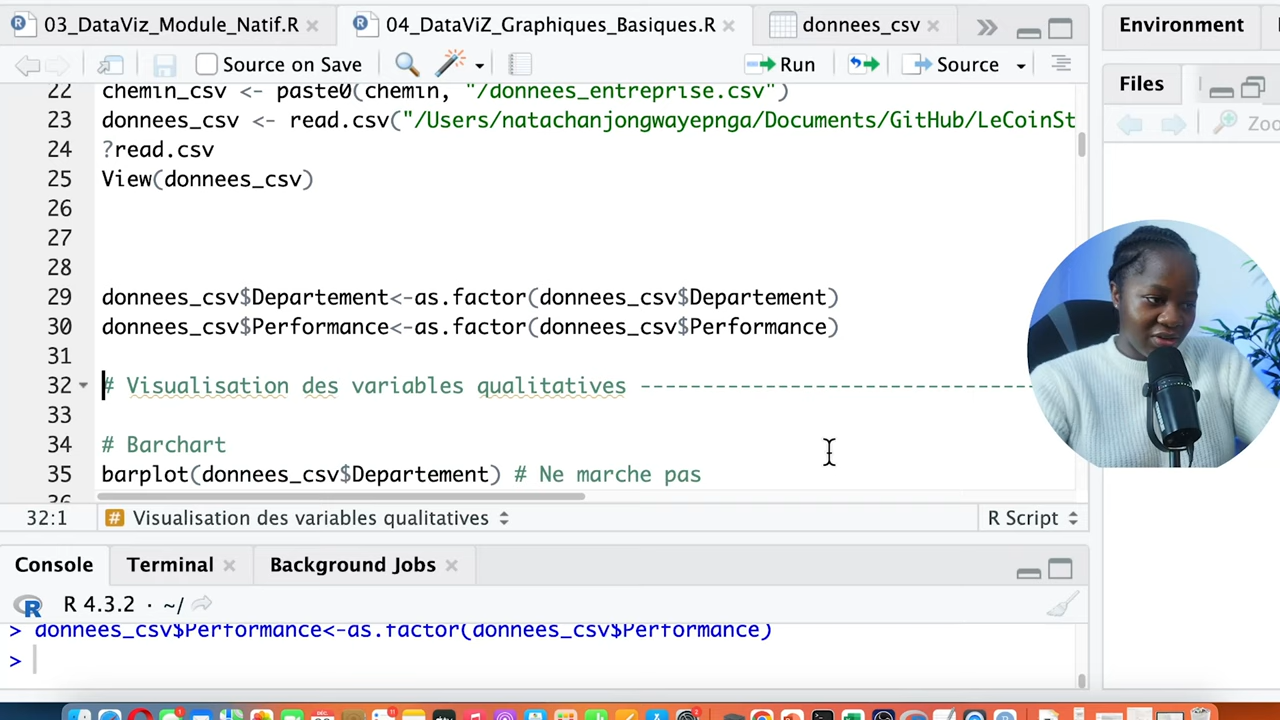 03_DataViz_Module_Natif.R
04_DataViZ_Graphiques_Basiques.R
donnees_csv
Source on Save
Run
Source
22 chemin_csv <- paste0(chemin, "/donnees_entreprise.csv")
23 donnees_csv <- read.csv("/Users/natachanjongwayepnga/Documents/GitHub/LeCoinSt
24 ?read.csv
25 View(donnees_csv)
26
27
28
29 donnees_csv$Departement<-as.factor(donnees_csv$Departement)
30 donnees_csv$Performance<-as.factor(donnees_csv$Performance)
31
32 # Visualisation des variables qualitatives -------------------------------
33
34 # Barchart
35 barplot(donnees_csv$Departement) # Ne marche pas
36
32:1
# Visualisation des variables qualitatives
R Script
Console
Terminal
Background Jobs
R 4.3.2 · ~/
> donnees_csv$Performance<-as.factor(donnees_csv$Performance)
>
Environment
Files
Zoo